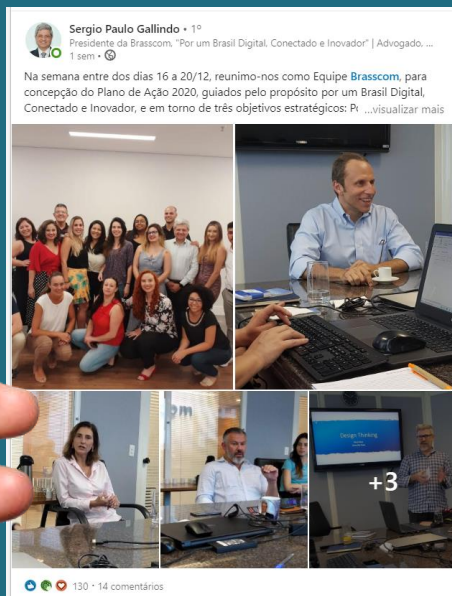 Sergio Paulo Gallindo • 1º
Presidente da Brasscom, "Por um Brasil Digital, Conectado e Inovador" | Advogado, ...
1 sem •
Na semana entre dos dias 16 a 20/12, reunimo-nos como Equipe Brasscom, para
concepção do Plano de Ação 2020, guiados pelo propósito por um Brasil Digital,
Conectado e Inovador, e em torno de três objetivos estratégicos: Po ...visualizar mais
Design Thinking
+3
130 • 14 comentários